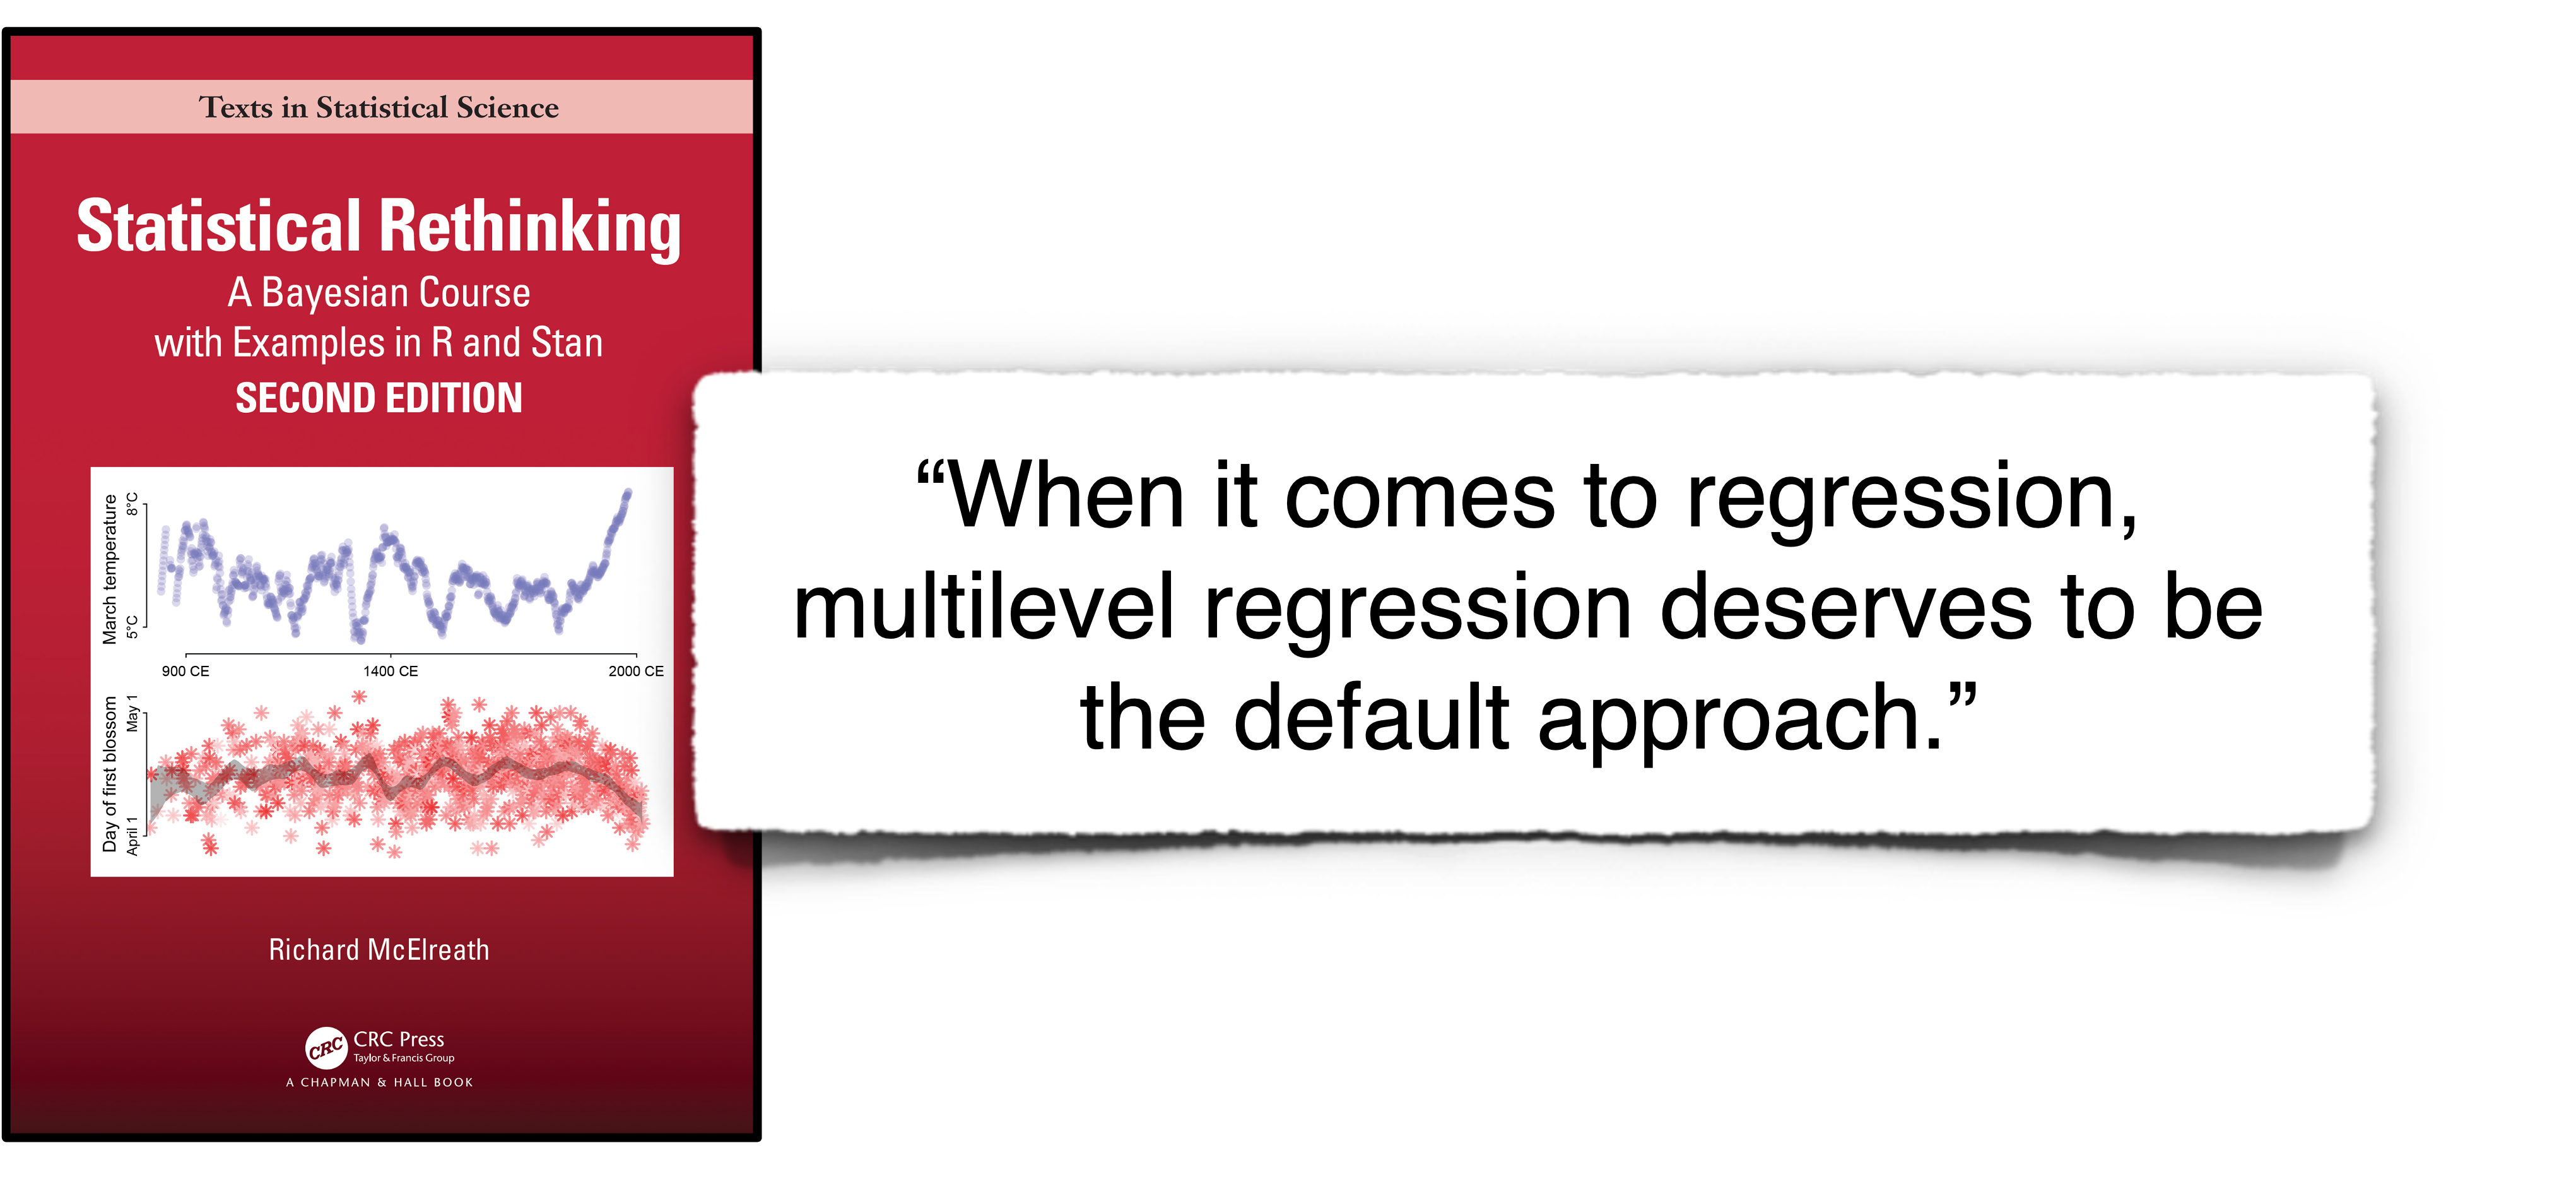 Texts in Statistical Science
Statistical Rethinking
A Bayesian Course
with Examples in R and Stan
SECOND EDITION
March temperature
8°C
5°C
900 CE
1400 CE
2000 CE
Day of first blossom
May 1
April 1
Richard McElreath
CRC
CRC Press
Taylor & Francis Group
A CHAPMAN & HALL BOOK
“When it comes to regression,
multilevel regression deserves to be
the default approach.”